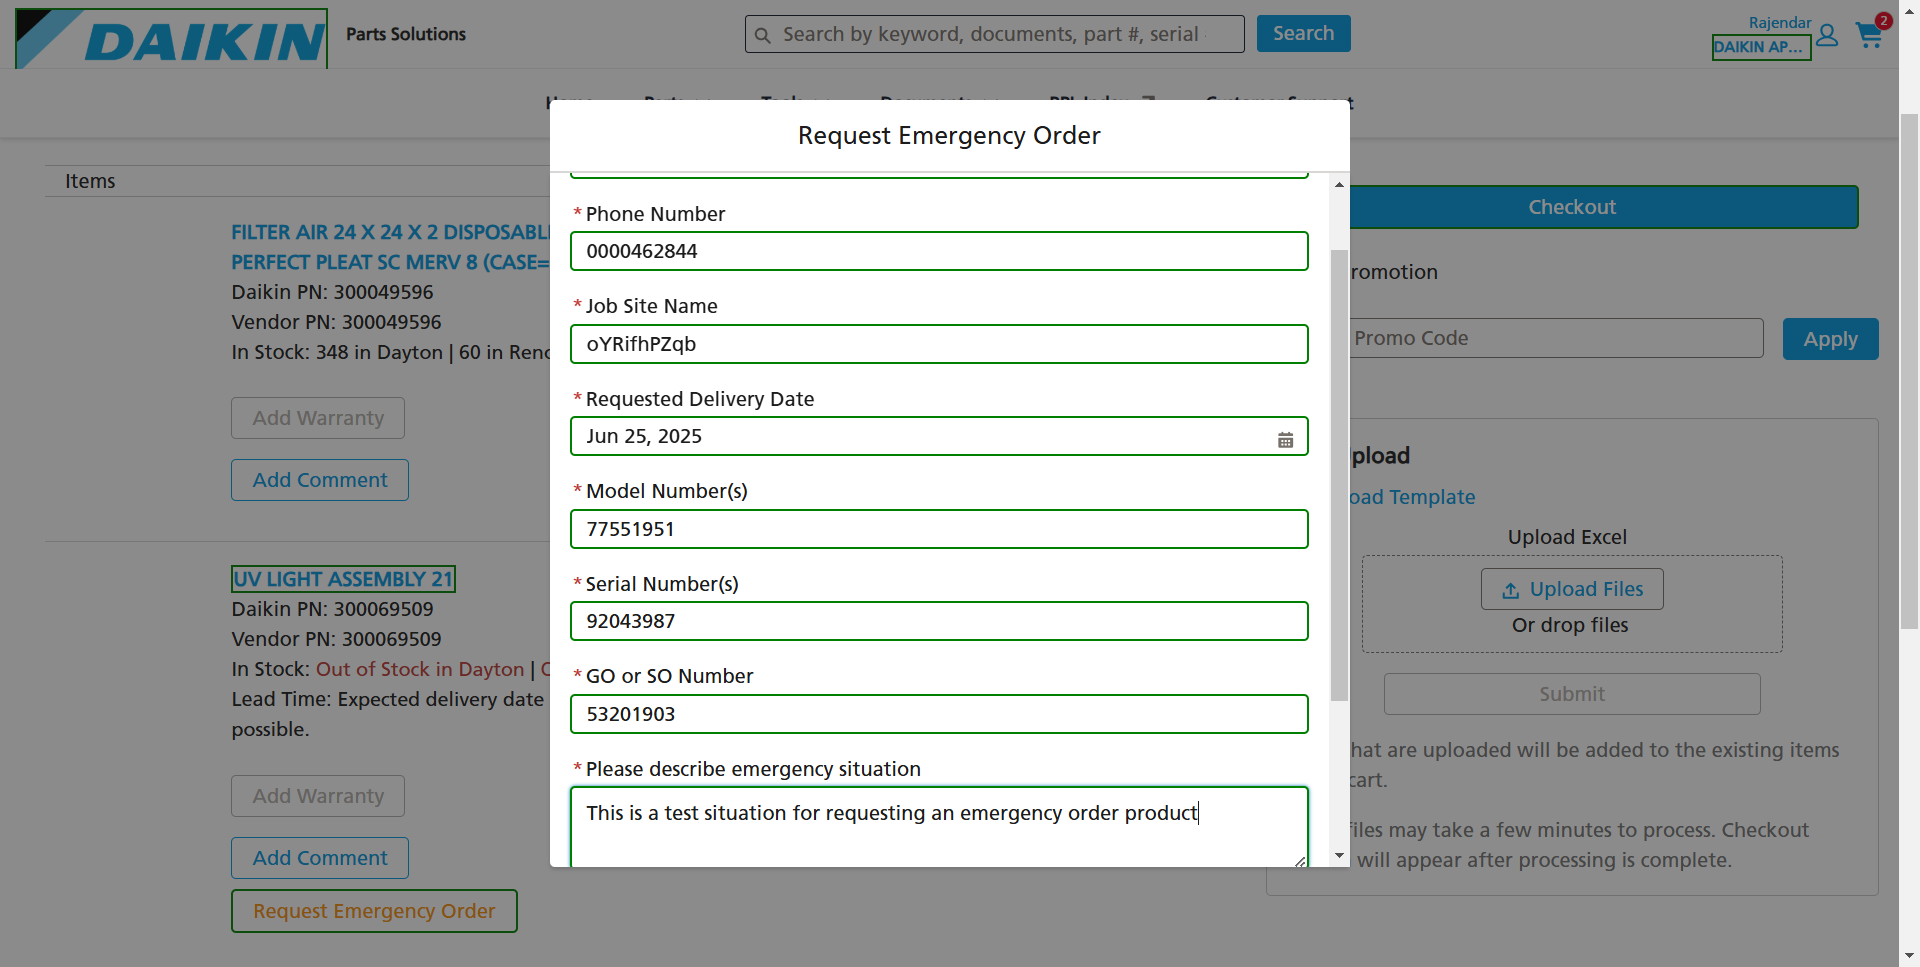 DAIKIN
Parts Solutions
Search by keyword, documents, part #, serial
Search
Rajendar
DAIKIN AP...
2
Request Emergency Order
Items
FILTER AIR 24 X 24 X 2 DISPOSABL
PERFECT PLEAT SC MERV 8 (CASE=
Daikin PN: 300049596
Vendor PN: 300049596
In Stock: 348 in Dayton | 60 in Ren
Add Warranty
Add Comment
UV LIGHT ASSEMBLY 21
Daikin PN: 300069509
Vendor PN: 300069509
In Stock: Out of Stock in Dayton |
Lead Time: Expected delivery date
possible.
Add Warranty
Add Comment
Request Emergency Order
* Phone Number
0000462844
* Job Site Name
oYRifhPZqb
* Requested Delivery Date
Jun 25, 2025
* Model Number(s)
77551951
* Serial Number(s)
92043987
* GO or SO Number
53201903
* Please describe emergency situation
This is a test situation for requesting an emergency order product
Checkout
romotion
Promo Code
Apply
pload
oad Template
Upload Excel
Upload Files
Or drop files
Submit
hat are uploaded will be added to the existing items
cart.
files may take a few minutes to process. Checkout
will appear after processing is complete.